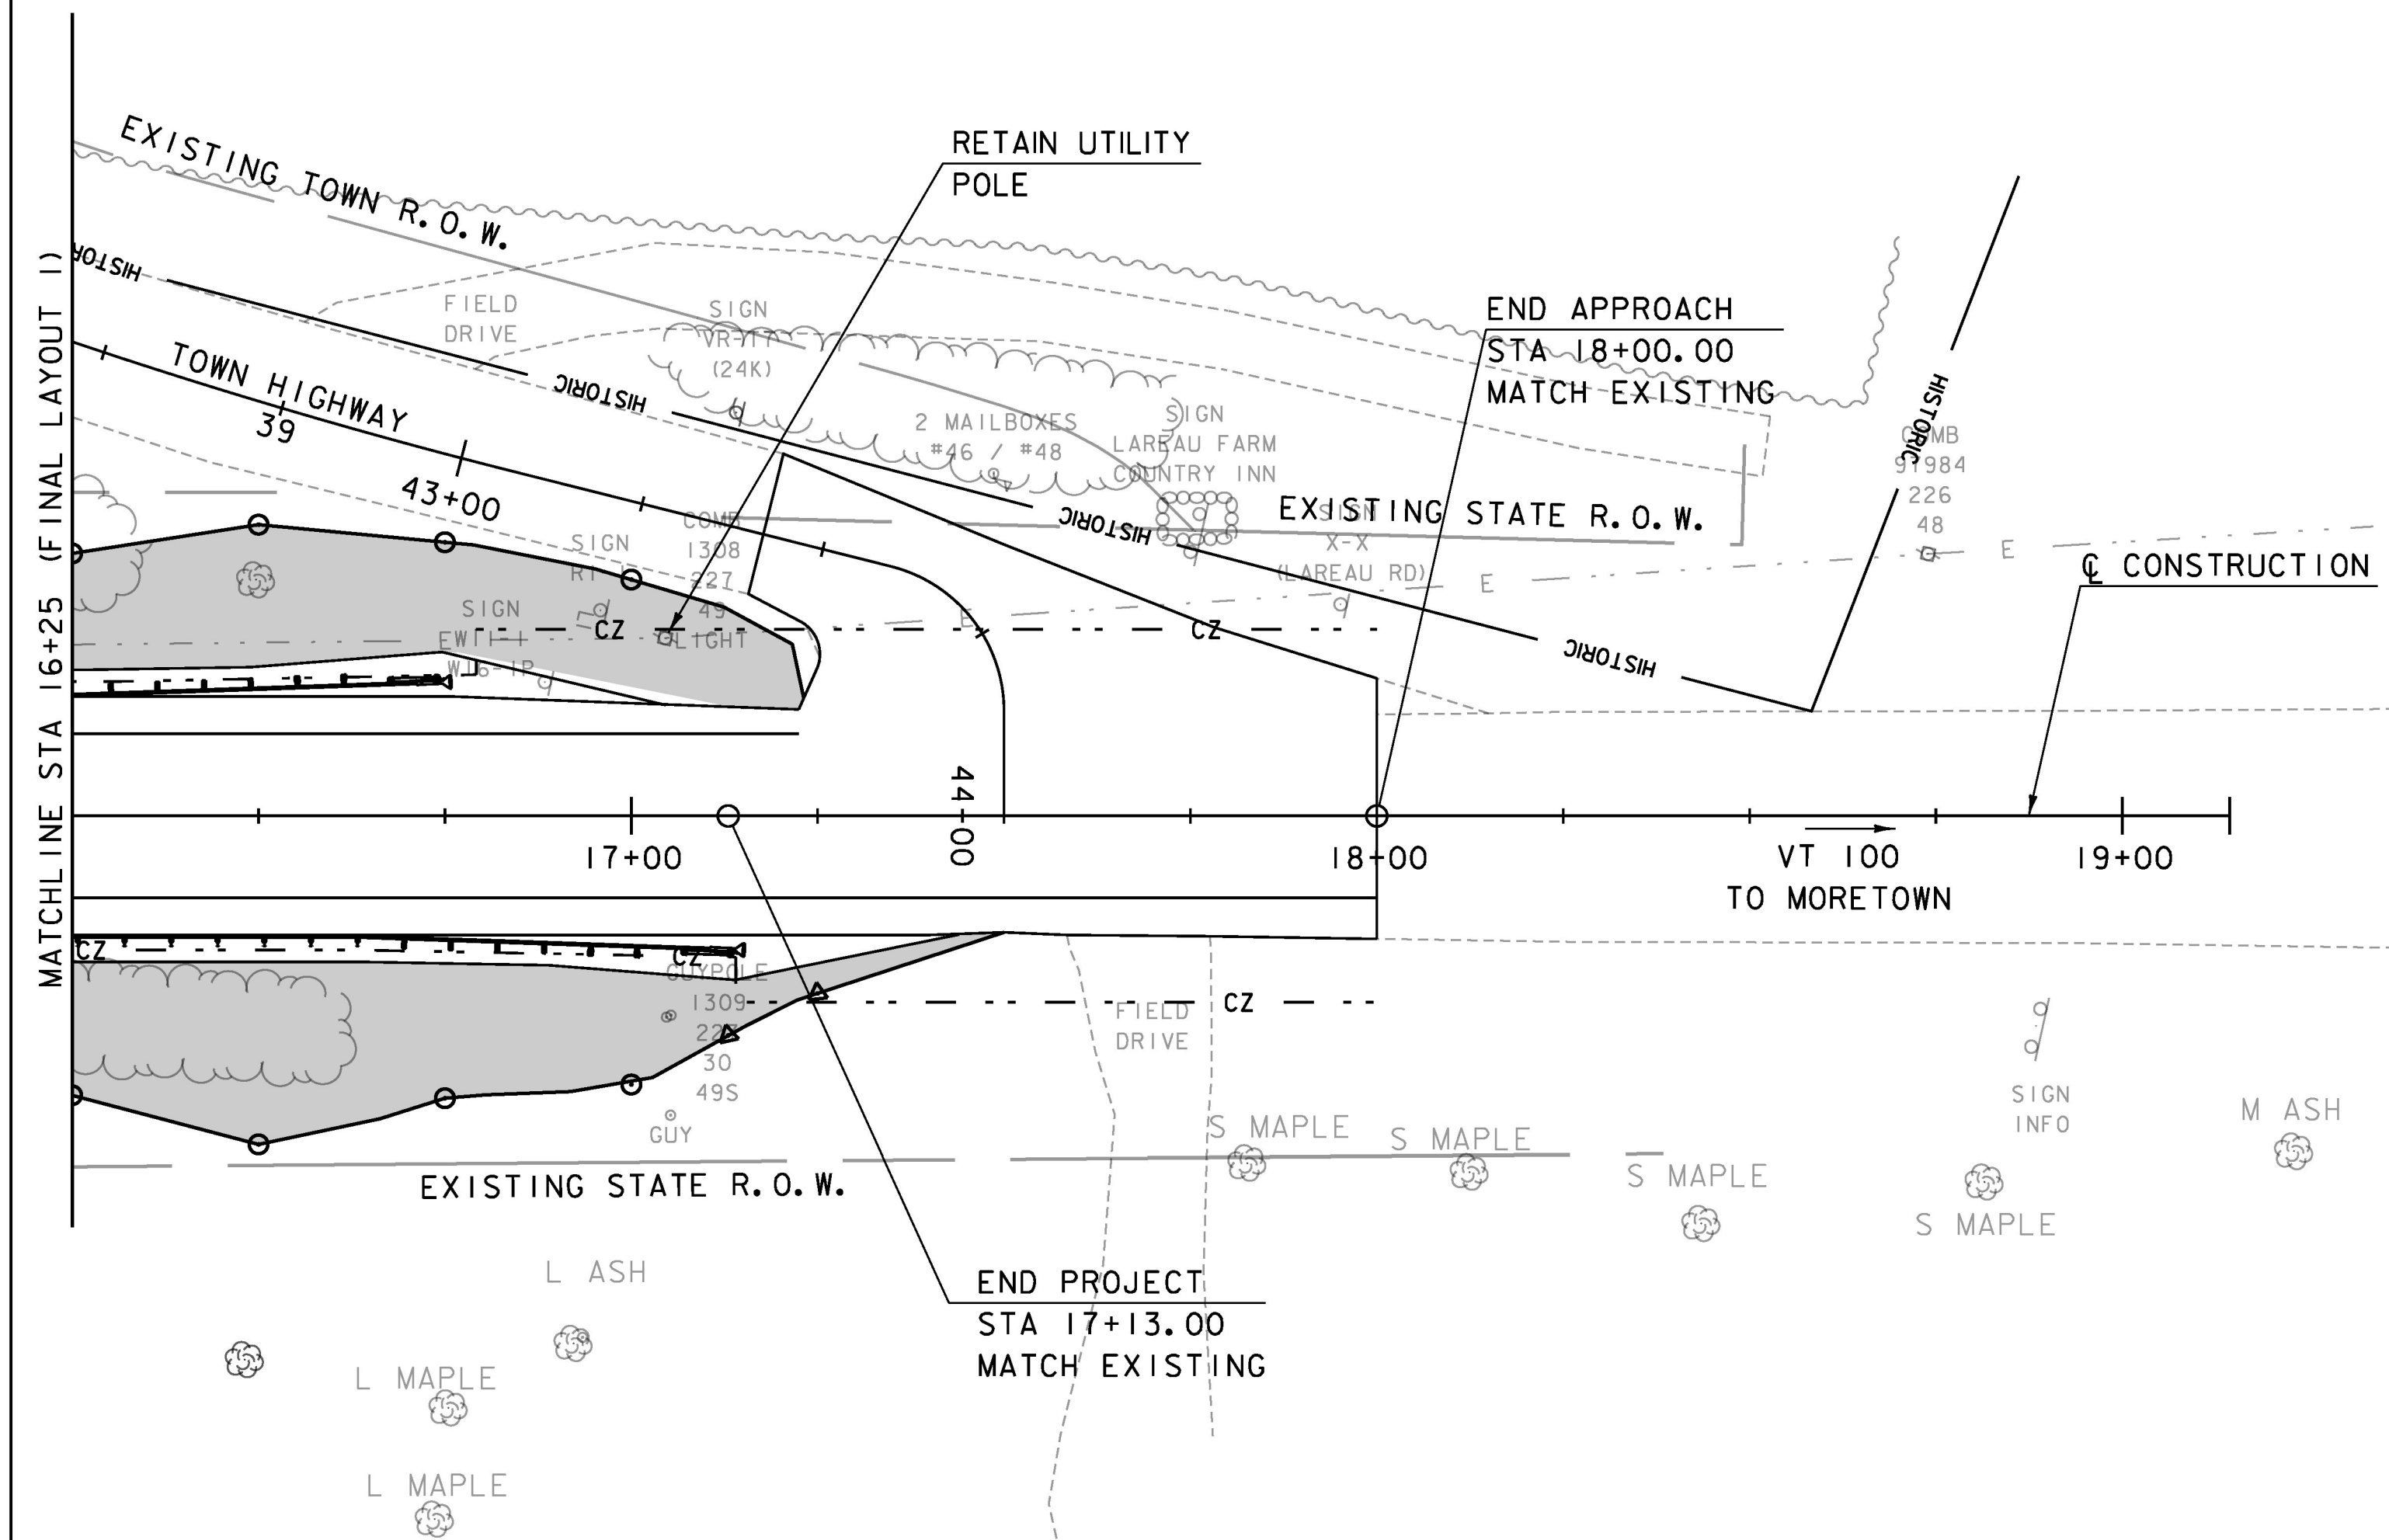 RETAIN UTILITY
POLE
EXISTING TOWN R.O.W.
HISTOR
FIELD
DRIVE
SIGN
VR-
(24K)
END APPROACH
STA 18+00.00
MATCH EXISTING
TOWN HIGHWAY
39
HISTORIC
2 MAILBOXES
#46 / #48
SIGN
LAREAU FARM
COUNTRY INN
HISTORIC
COMB
91984
226
48
43+00
HISTORIC
EXISTING STATE R.O.W.
SIGN
X-X
(LAREAU RD)
COMB
1308
227
49
LIGHT
SIGN
SIGN
EW
W16-1P
CZ
CZ
E
E
E
₵ CONSTRUCTION
HISTORIC
MATCHLINE STA 16+25 (FINAL LAYOUT 1)
44+00
17+00
18+00
VT 100
TO MORETOWN
19+00
CZ
CZ
CZ
GUYPOLE
1309
227
30
49S
GUY
FIELD
DRIVE
SIGN
INFO
S MAPLE
S MAPLE
S MAPLE
S MAPLE
M ASH
EXISTING STATE R.O.W.
L ASH
END PROJECT
STA 17+13.00
MATCH EXISTING
L MAPLE
L MAPLE